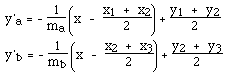 y'a = - 1/ma (x - (x1 + x2)/2) + (y1 + y2)/2
y'b = - 1/mb (x - (x2 + x3)/2) + (y2 + y3)/2